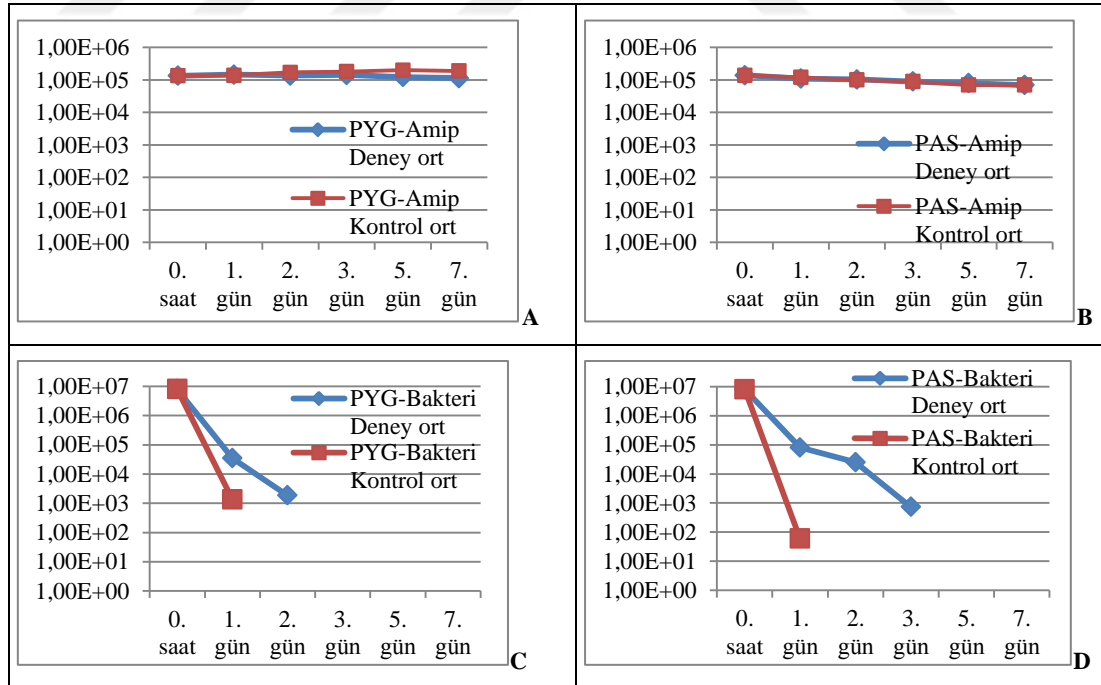 1,00E+06
1,00E+05
1,00E+04
1,00E+03
1,00E+02
1,00E+01
1,00E+00
PYG-Amip
Deney ort
PYG-Amip
Kontrol ort
0. 1. 2. 3. 5. 7.
saat gün gün gün gün gün
A
1,00E+06
1,00E+05
1,00E+04
1,00E+03
1,00E+02
1,00E+01
1,00E+00
PAS-Amip
Deney ort
PAS-Amip
Kontrol ort
0. 1. 2. 3. 5. 7.
saat gün gün gün gün gün
B
1,00E+07
1,00E+06
1,00E+05
1,00E+04
1,00E+03
1,00E+02
1,00E+01
1,00E+00
PYG-Bakteri
Deney ort
PYG-Bakteri
Kontrol ort
0. 1. 2. 3. 5. 7.
saat gün gün gün gün gün
C
1,00E+07
1,00E+06
1,00E+05
1,00E+04
1,00E+03
1,00E+02
1,00E+01
1,00E+00
PAS-Bakteri
Deney ort
PAS-Bakteri
Kontrol ort
0. 1. 2. 3. 5. 7.
saat gün gün gün gün gün
D